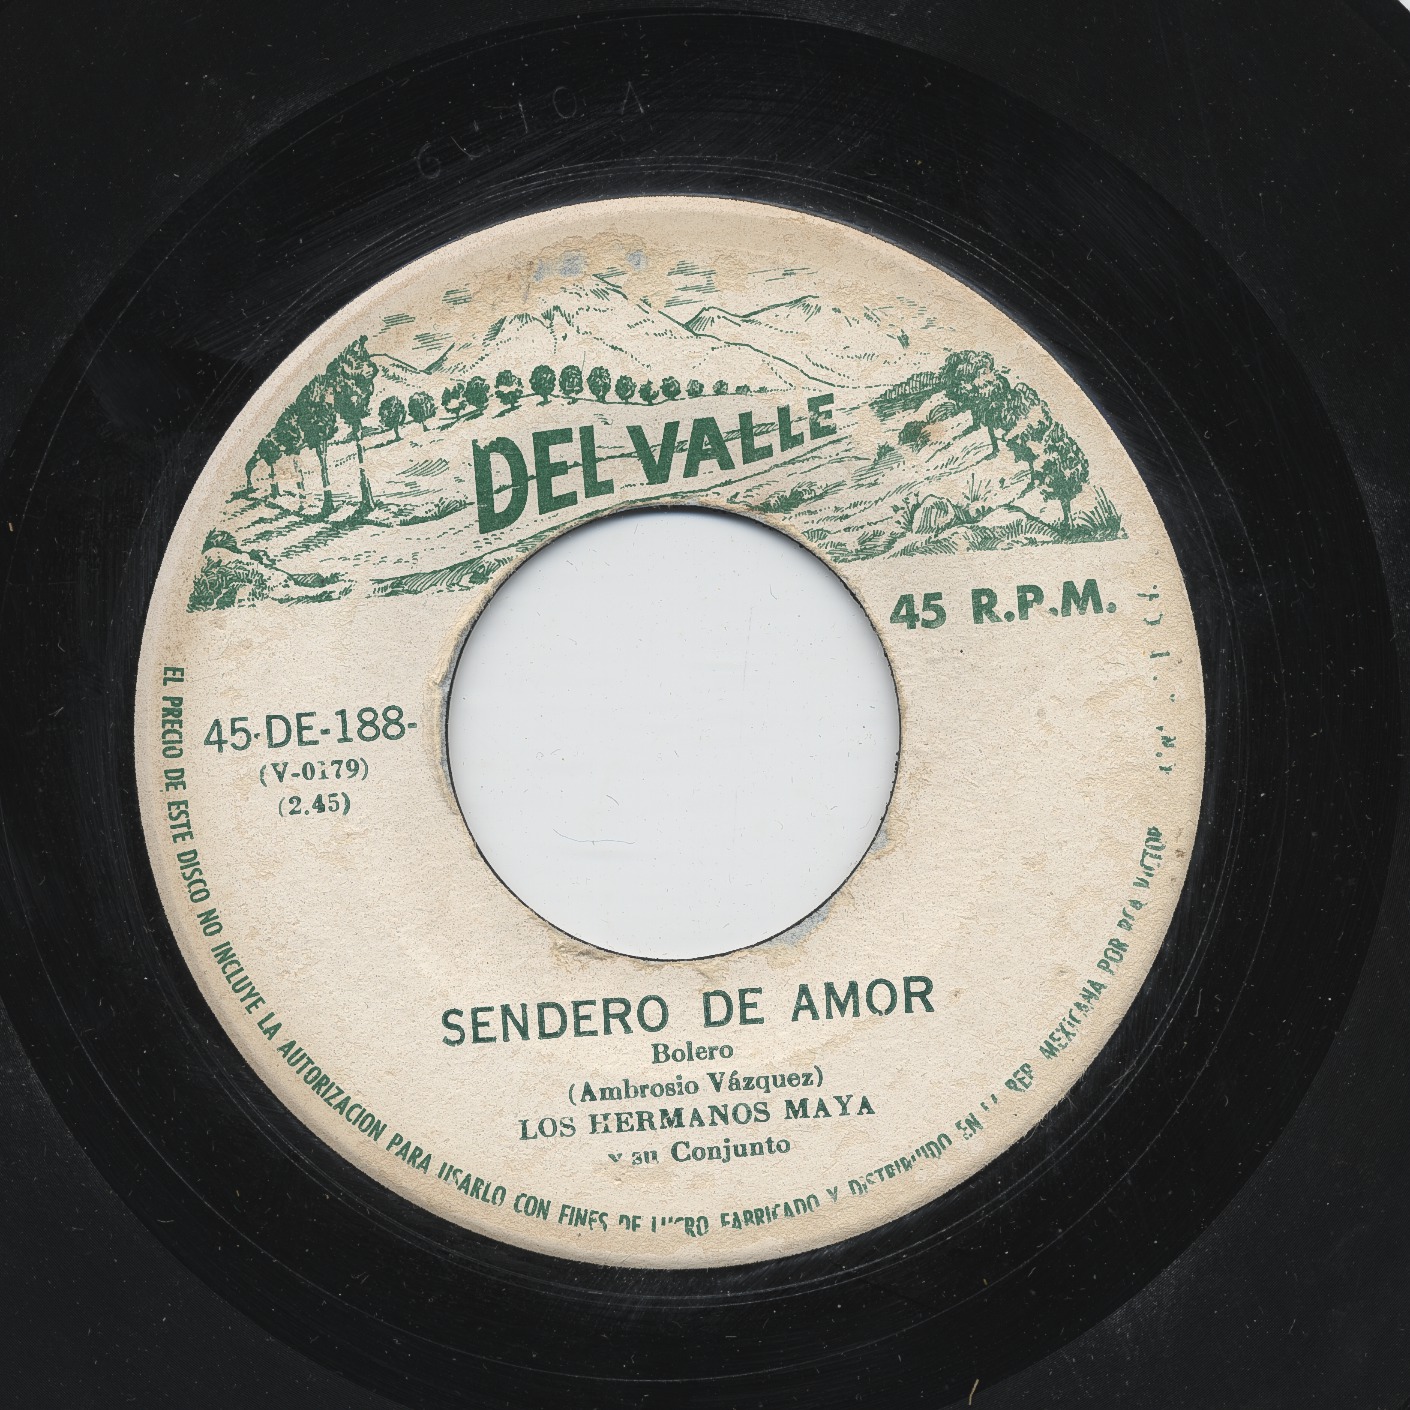 DEL VALLE
45 R.P.M.
45-DE-188-
(V-0179)
(2.45)
SENDERO DE AMOR
Bolero
(Ambrosio Vázquez)
LOS HERMANOS MAYA
y su Conjunto
EL PRECIO DE ESTE DISCO NO INCLUYE LA AUTORIZACION PARA USARLO CON FINES DE LUCRO FABRICADO Y DISTRIBUIDO EN LA REP MEXICANA POR RCA VICTOR